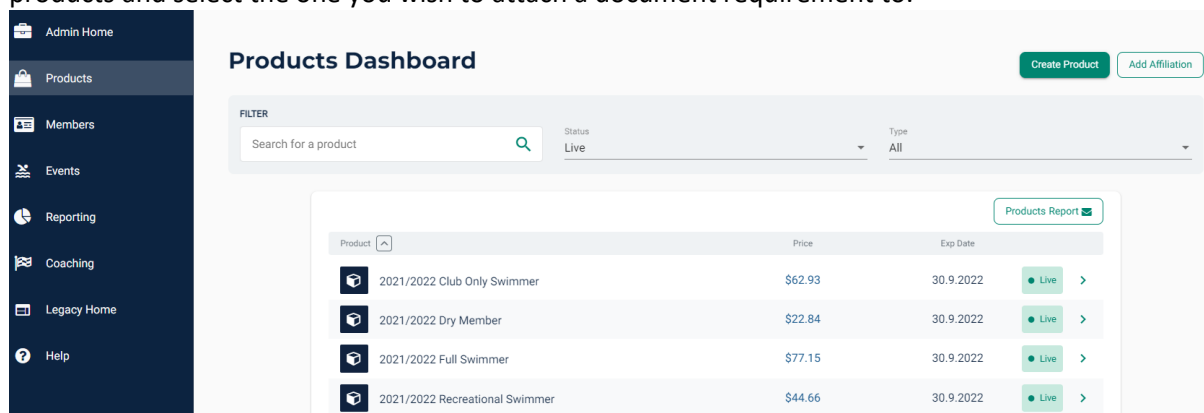 products and select the one you wish to attach a document requirement to.
Admin Home
Products
Members
Events
Reporting
Coaching
Legacy Home
Help
Products Dashboard
Create Product
Add Affiliation
FILTER
Search for a product
Status
Live
Type
All
Products Report
Product Price Exp Date
2021/2022 Club Only Swimmer $62.93 30.9.2022 Live
2021/2022 Dry Member $22.84 30.9.2022 Live
2021/2022 Full Swimmer $77.15 30.9.2022 Live
2021/2022 Recreational Swimmer $44.66 30.9.2022 Live